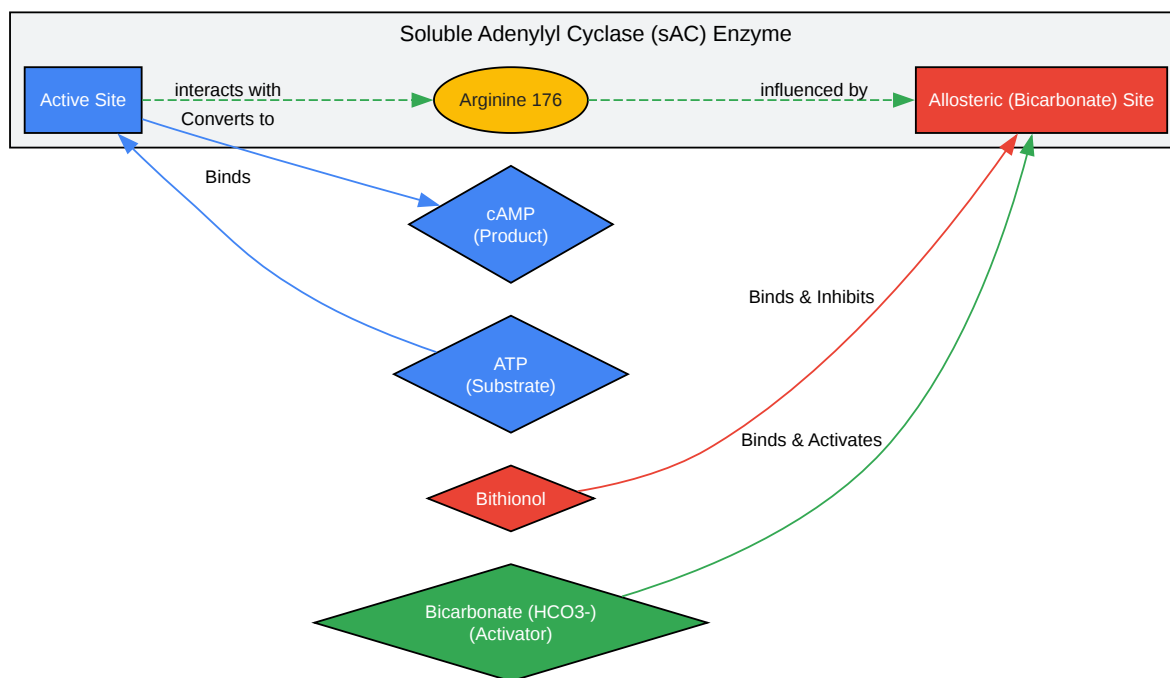 Soluble Adenylyl Cyclase (sAC) Enzyme
Active Site
interacts with
Arginine 176
influenced by
Allosteric (Bicarbonate) Site
Converts to
Binds
cAMP
(Product)
Binds & Inhibits
ATP
(Substrate)
Binds & Activates
Bithionol
Bicarbonate (HCO3-)
(Activator)